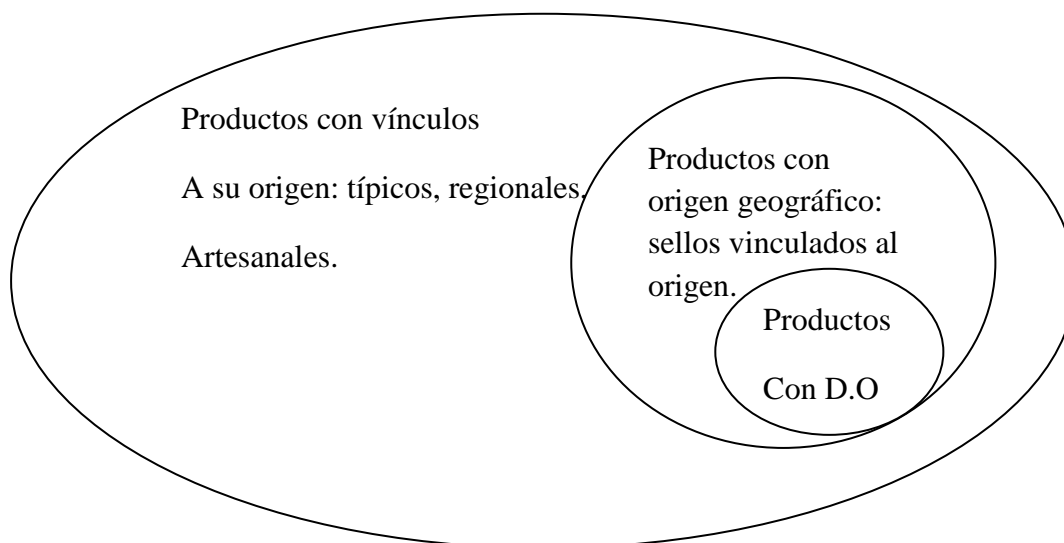 Productos con vínculos
A su origen: típicos, regionales,
Artesanales.
Productos con
origen geográfico:
sellos vinculados al
origen.
Productos
Con D.O